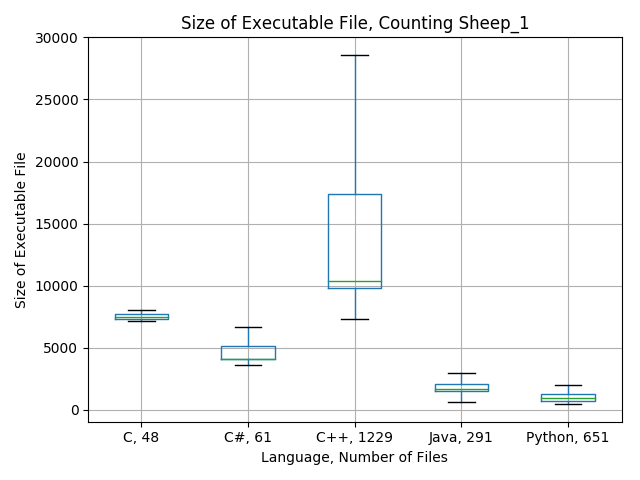 Size of Executable File, Counting Sheep_1
30000
25000
20000
15000
10000
5000
0
Size of Executable File
C, 48
C#, 61
C++, 1229
Java, 291
Python, 651
Language, Number of Files